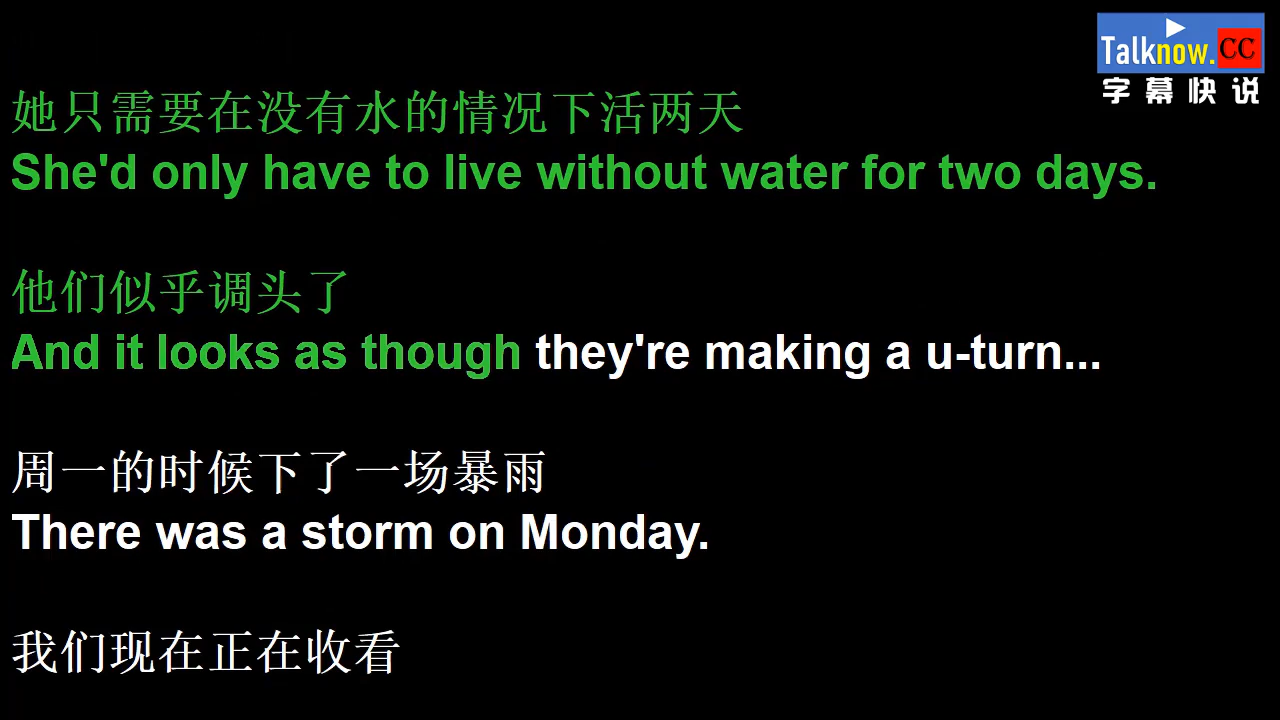 Talknow.CC
字幕快说
她只需要在没有水的情况下活两天
She'd only have to live without water for two days.
他们似乎调头了
And it looks as though they're making a u-turn...
周一的时候下了一场暴雨
There was a storm on Monday.
我们现在正在收看